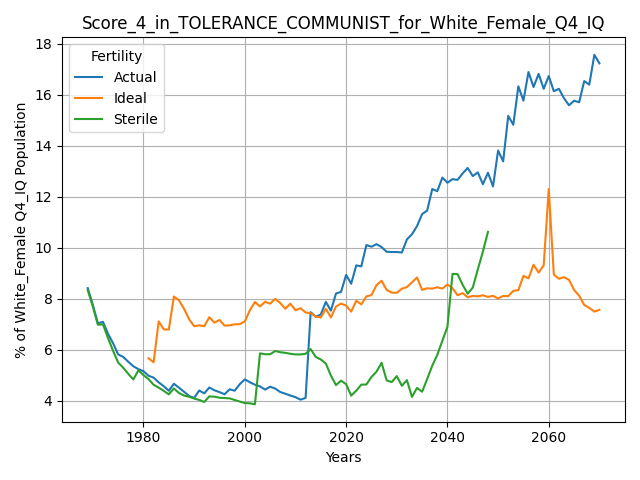 Score_4_in_TOLERANCE_COMMUNIST_for_White_Female_Q4_IQ
% of White_Female Q4_IQ Population
18
16
14
12
10
8
6
4
Fertility
Actual
Ideal
Sterile
1980 2000 2020 2040 2060
Years